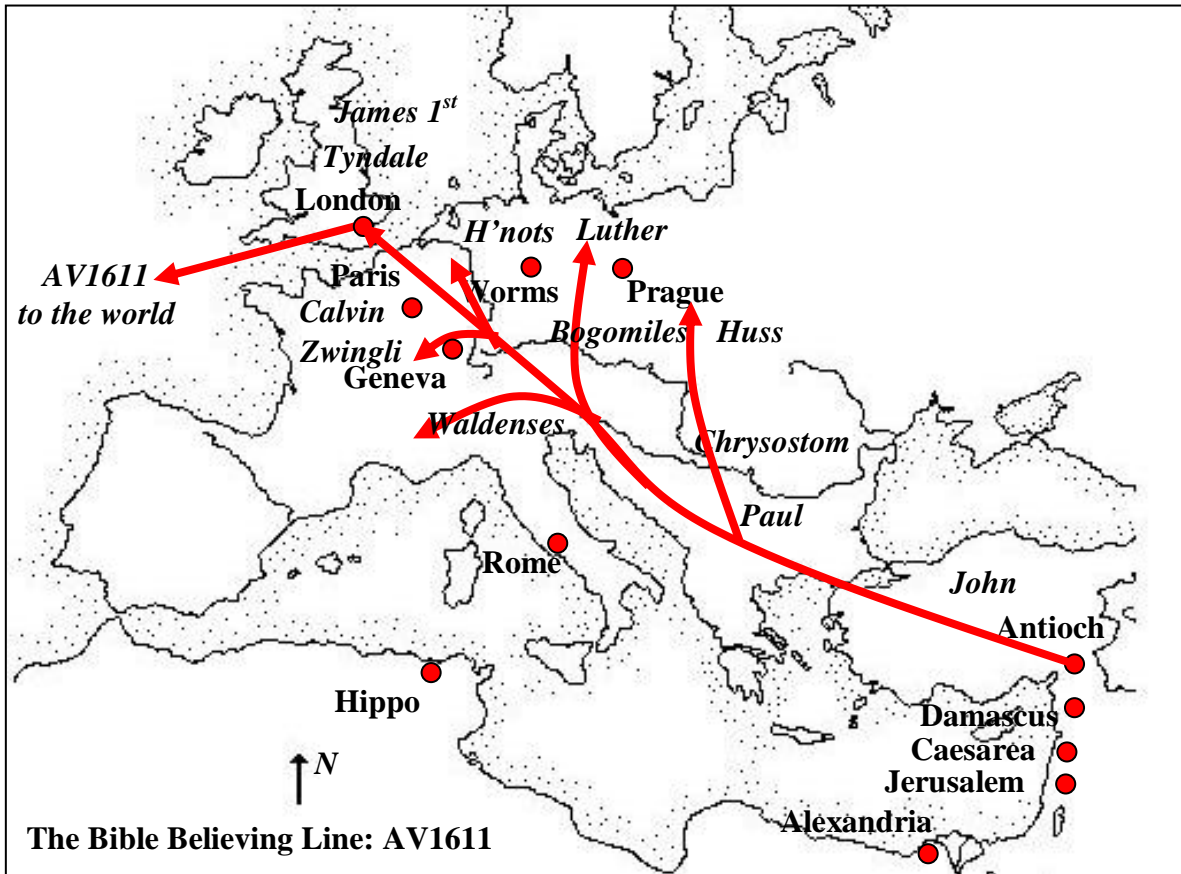 James 1st
Tyndale
London
H'nots
Luther
AV1611
to the world
Paris
Worms
Prague
Calvin
Bogomiles
Huss
Zwingli
Geneva
Waldenses
Chrysostom
Paul
Rome
John
Antioch
Hippo
Damascus
Caesarea
N
Jerusalem
Alexandria
The Bible Believing Line: AV1611